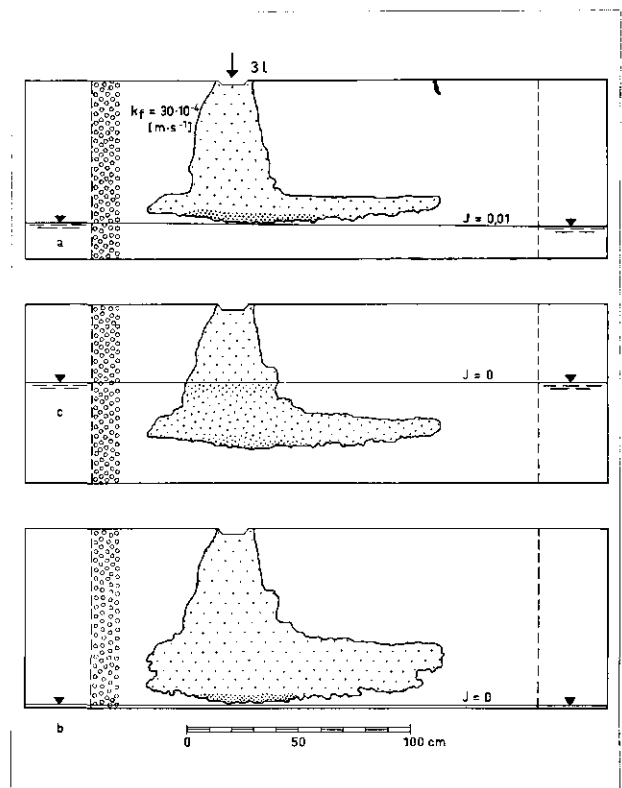 3 l
k_f = 30·10⁻⁴
[m·s⁻¹]
J = 0,01
a
J = 0
c
J = 0
b
0 50 100 cm